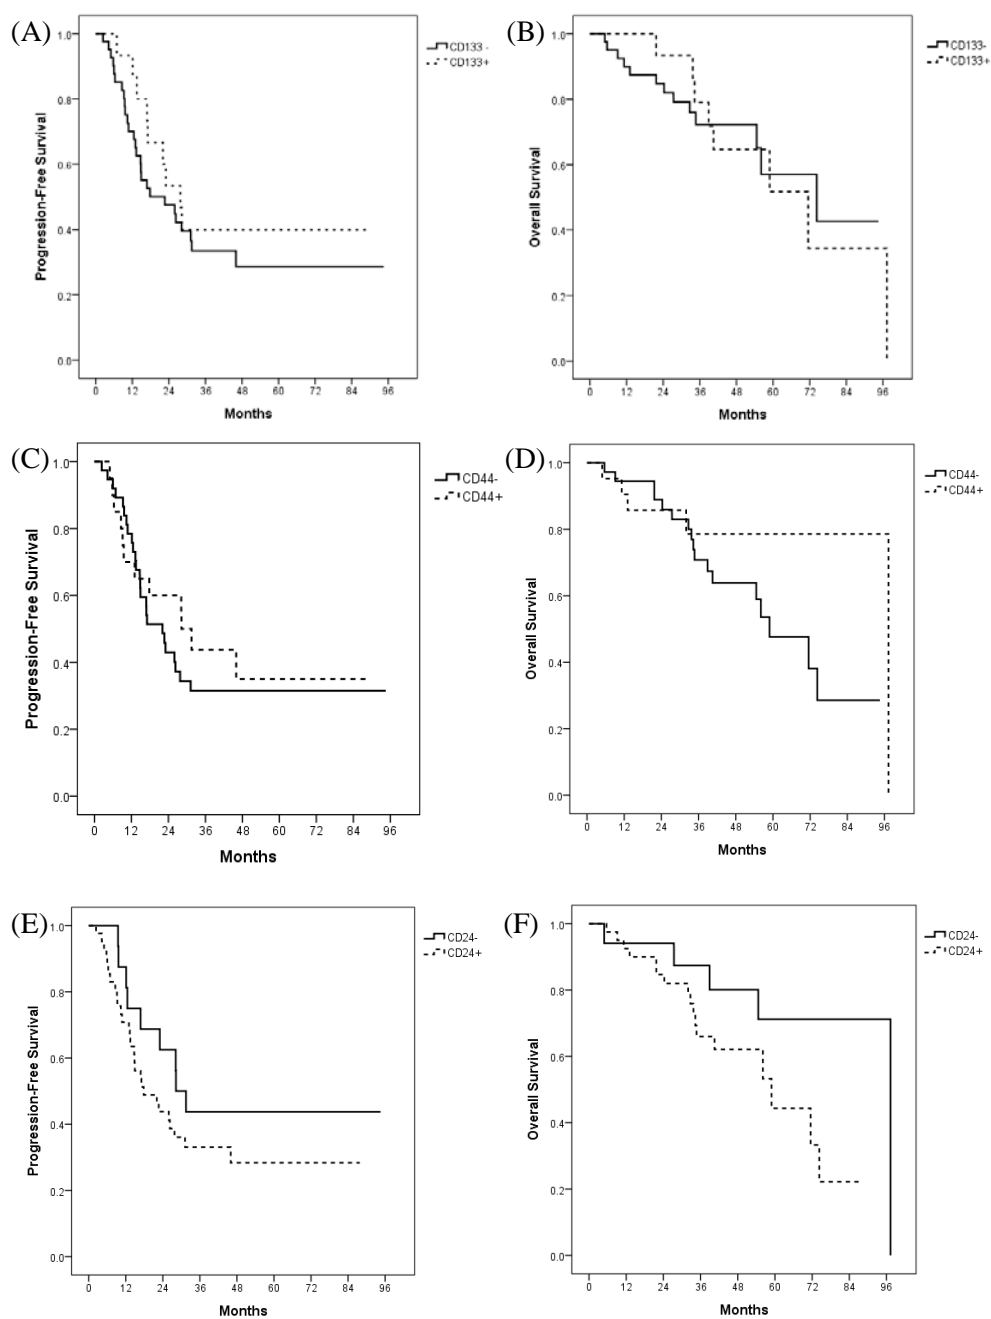 (A)
1.0
0.8
0.6
0.4
0.2
0.0
0 12 24 36 48 60 72 84 96
Progression-Free Survival
Months
CD133 -
CD133+
(B)
1.0
0.8
0.6
0.4
0.2
0.0
0 12 24 36 48 60 72 84 96
Overall Survival
Months
CD133-
CD133+
(C)
1.0
0.8
0.6
0.4
0.2
0.0
0 12 24 36 48 60 72 84 96
Progression-Free Survival
Months
CD44-
CD44+
(D)
1.0
0.8
0.6
0.4
0.2
0.0
0 12 24 36 48 60 72 84 96
Overall Survival
Months
CD44-
CD44+
(E)
1.0
0.8
0.6
0.4
0.2
0.0
0 12 24 36 48 60 72 84 96
Progression-Free Survival
Months
CD24-
CD24+
(F)
1.0
0.8
0.6
0.4
0.2
0.0
0 12 24 36 48 60 72 84 96
Overall Survival
Months
CD24-
CD24+